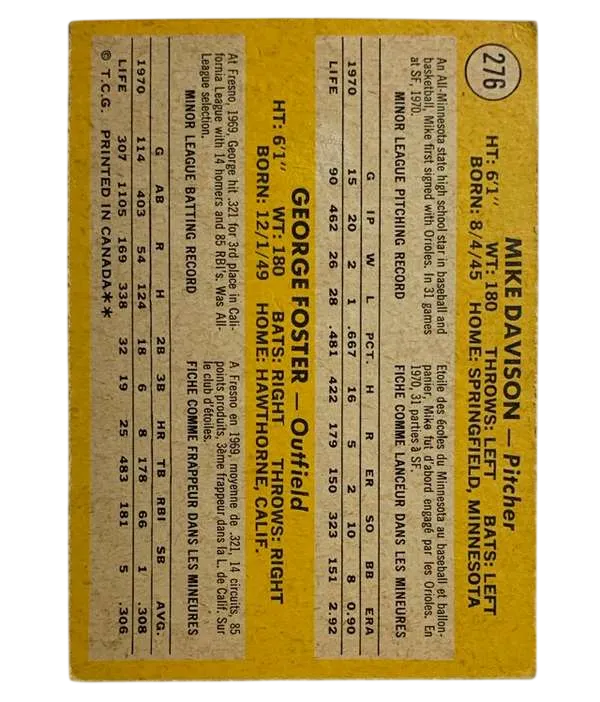 276
MIKE DAVISON — Pitcher
HT: 6'1" WT: 180 THROWS: LEFT BATS: LEFT
BORN: 8/4/45 HOME: SPRINGFIELD, MINNESOTA
An All-Minnesota state high school star in baseball and
basketball, Mike first signed with Orioles. In 31 games
at SF, 1970.
Etoile des écoles du Minnesota au baseball et ballon-
panier, Mike fut d'abord engagé par les Orioles. En
1970, 31 parties à SF.
MINOR LEAGUE PITCHING RECORD FICHE COMME LANCEUR DANS LES MINEURES
G IP W L PCT. H R ER SO BB ERA
1970 15 20 2 1 .667 16 5 2 10 8 0.90
LIFE 90 462 26 28 .481 422 179 150 323 151 2.92
GEORGE FOSTER — Outfield
HT: 6'1" WT: 180 BATS: RIGHT THROWS: RIGHT
BORN: 12/1/49 HOME: HAWTHORNE, CALIF.
At Fresno, 1969, George hit .321 for 3rd place in Cali-
fornia League with 14 homers and 85 RBI's. Was All-
League selection.
A Fresno en 1969, moyenne de .321, 14 circuits, 85
points produits, 3ème frappeur dans la L. de Calif. Sur
le club d'étoiles.
MINOR LEAGUE BATTING RECORD FICHE COMME FRAPPEUR DANS LES MINEURES
G AB R H 2B 3B HR TB RBI SB AVG.
1970 114 403 54 124 18 6 8 178 66 1 .308
LIFE 307 1105 169 338 32 19 25 483 181 5 .306
© T.C.G. PRINTED IN CANADA**